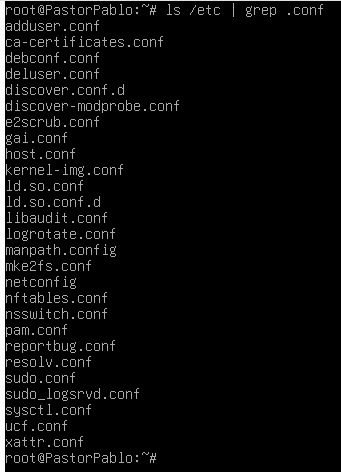 root@PastorPablo:~# ls /etc | grep .conf
adduser.conf
ca-certificates.conf
debconf.conf
deluser.conf
discover.conf.d
discover-modprobe.conf
e2scrub.conf
gai.conf
host.conf
kernel-img.conf
ld.so.conf
ld.so.conf.d
libaudit.conf
logrotate.conf
manpath.config
mke2fs.conf
netconfig
nftables.conf
nsswitch.conf
pam.conf
reportbug.conf
resolv.conf
sudo.conf
sudo_logsrvd.conf
sysctl.conf
ucf.conf
xattr.conf
root@PastorPablo:~#